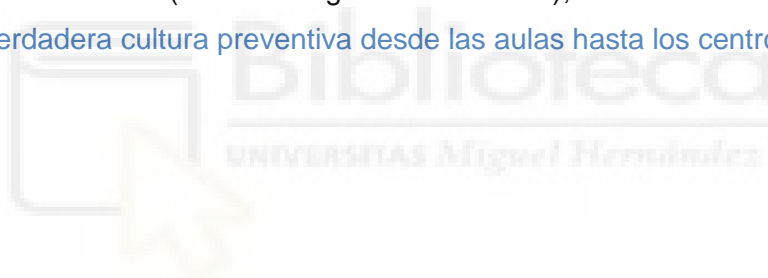 erdadera cultura preventiva desde las aulas hasta los centro
Biblioteca
UNIVERSITAS Miguel Hernández